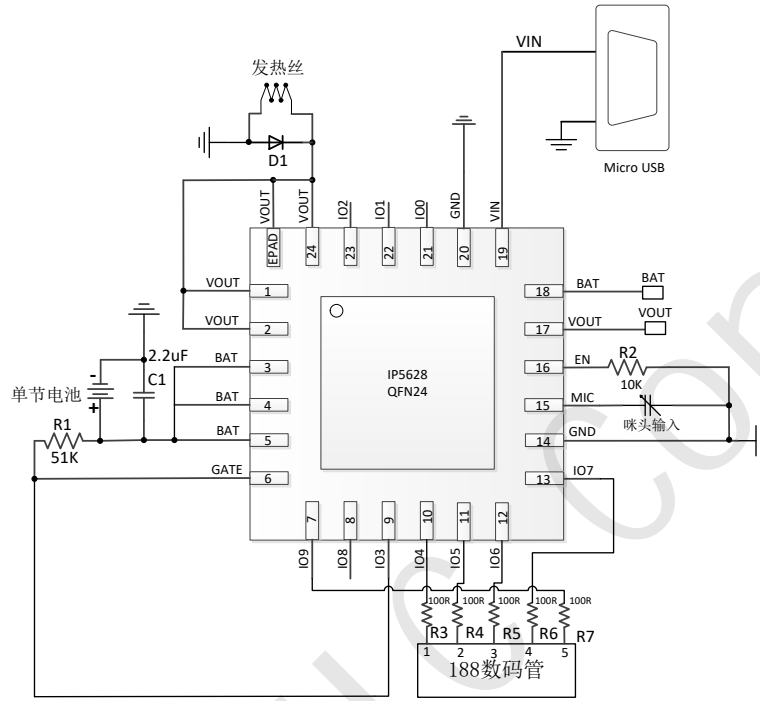 VIN
发热丝
D1
Micro USB
VOUT
VOUT
IO2
IO1
IO0
GND
VIN
EPAD
24
23
22
21
20
19
VOUT
1
18
BAT
BAT
VOUT
2
17
VOUT
VOUT
2.2uF
C1
BAT
3
16
EN
R2
10K
单节电池
-
+
IP5628
QFN24
BAT
4
15
MIC
咪头输入
R1
51K
BAT
5
14
GND
GATE
6
13
IO7
7
8
9
10
11
12
IO9
IO8
IO3
IO4
IO5
IO6
100R
100R
100R
100R
100R
R3
R4
R5
R6
R7
1
2
3
4
5
188数码管